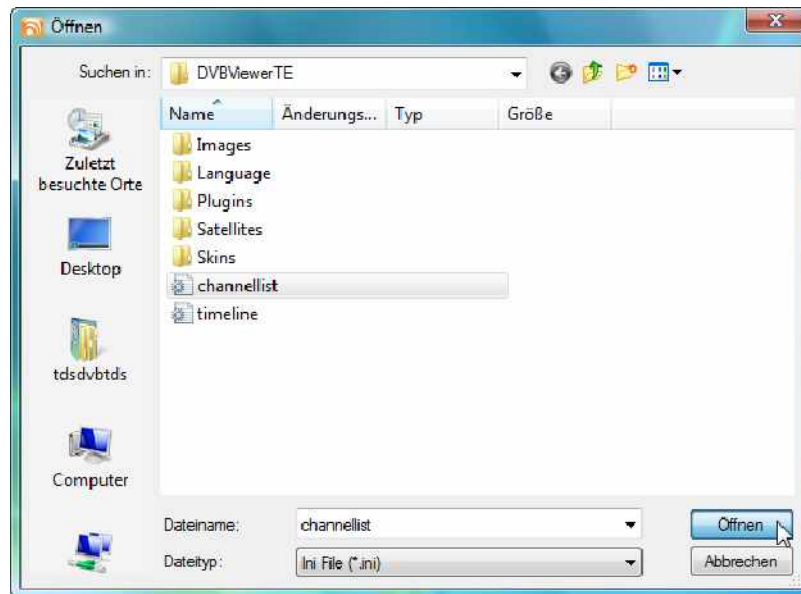 Öffnen
Suchen in: DVBViewerTE
Name Änderungs... Typ Größe
Images
Language
Plugins
Satellites
Skins
channellist
timeline
Zuletzt
besuchte Orte
Desktop
tdsdvbtds
Computer
Dateiname: channellist Öffnen
Dateityp: Ini File (*.ini) Abbrechen